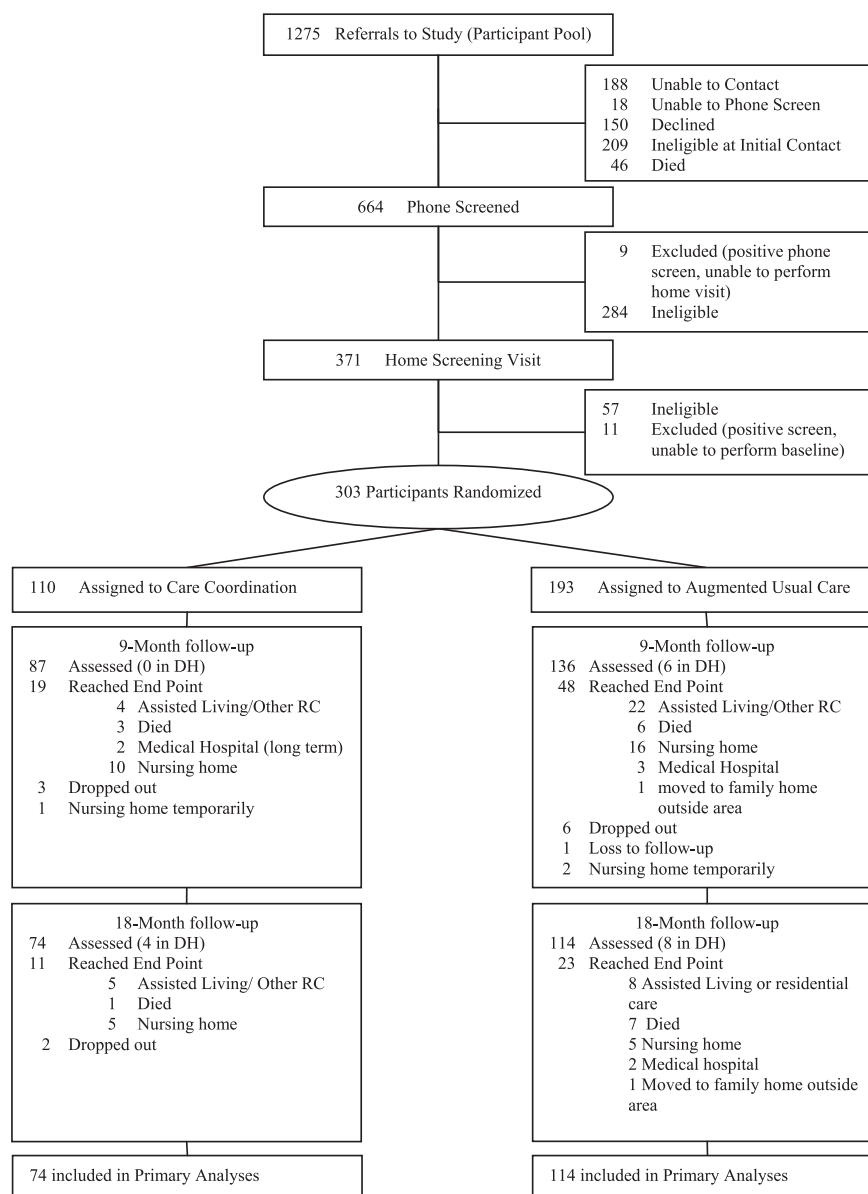 1275 Referrals to Study (Participant Pool)
188 Unable to Contact
18 Unable to Phone Screen
150 Declined
209 Ineligible at Initial Contact
46 Died
664 Phone Screened
9 Excluded (positive phone
screen, unable to perform
home visit)
284 Ineligible
371 Home Screening Visit
57 Ineligible
11 Excluded (positive screen,
unable to perform baseline)
303 Participants Randomized
110 Assigned to Care Coordination
9-Month follow-up
87 Assessed (0 in DH)
19 Reached End Point
4 Assisted Living/Other RC
3 Died
2 Medical Hospital (long term)
10 Nursing home
3 Dropped out
1 Nursing home temporarily
18-Month follow-up
74 Assessed (4 in DH)
11 Reached End Point
5 Assisted Living/ Other RC
1 Died
5 Nursing home
2 Dropped out
74 included in Primary Analyses
193 Assigned to Augmented Usual Care
9-Month follow-up
136 Assessed (6 in DH)
48 Reached End Point
22 Assisted Living/Other RC
6 Died
16 Nursing home
3 Medical Hospital
1 moved to family home
outside area
6 Dropped out
1 Loss to follow-up
2 Nursing home temporarily
18-Month follow-up
114 Assessed (8 in DH)
23 Reached End Point
8 Assisted Living or residential
care
7 Died
5 Nursing home
2 Medical hospital
1 Moved to family home outside
area
114 included in Primary Analyses